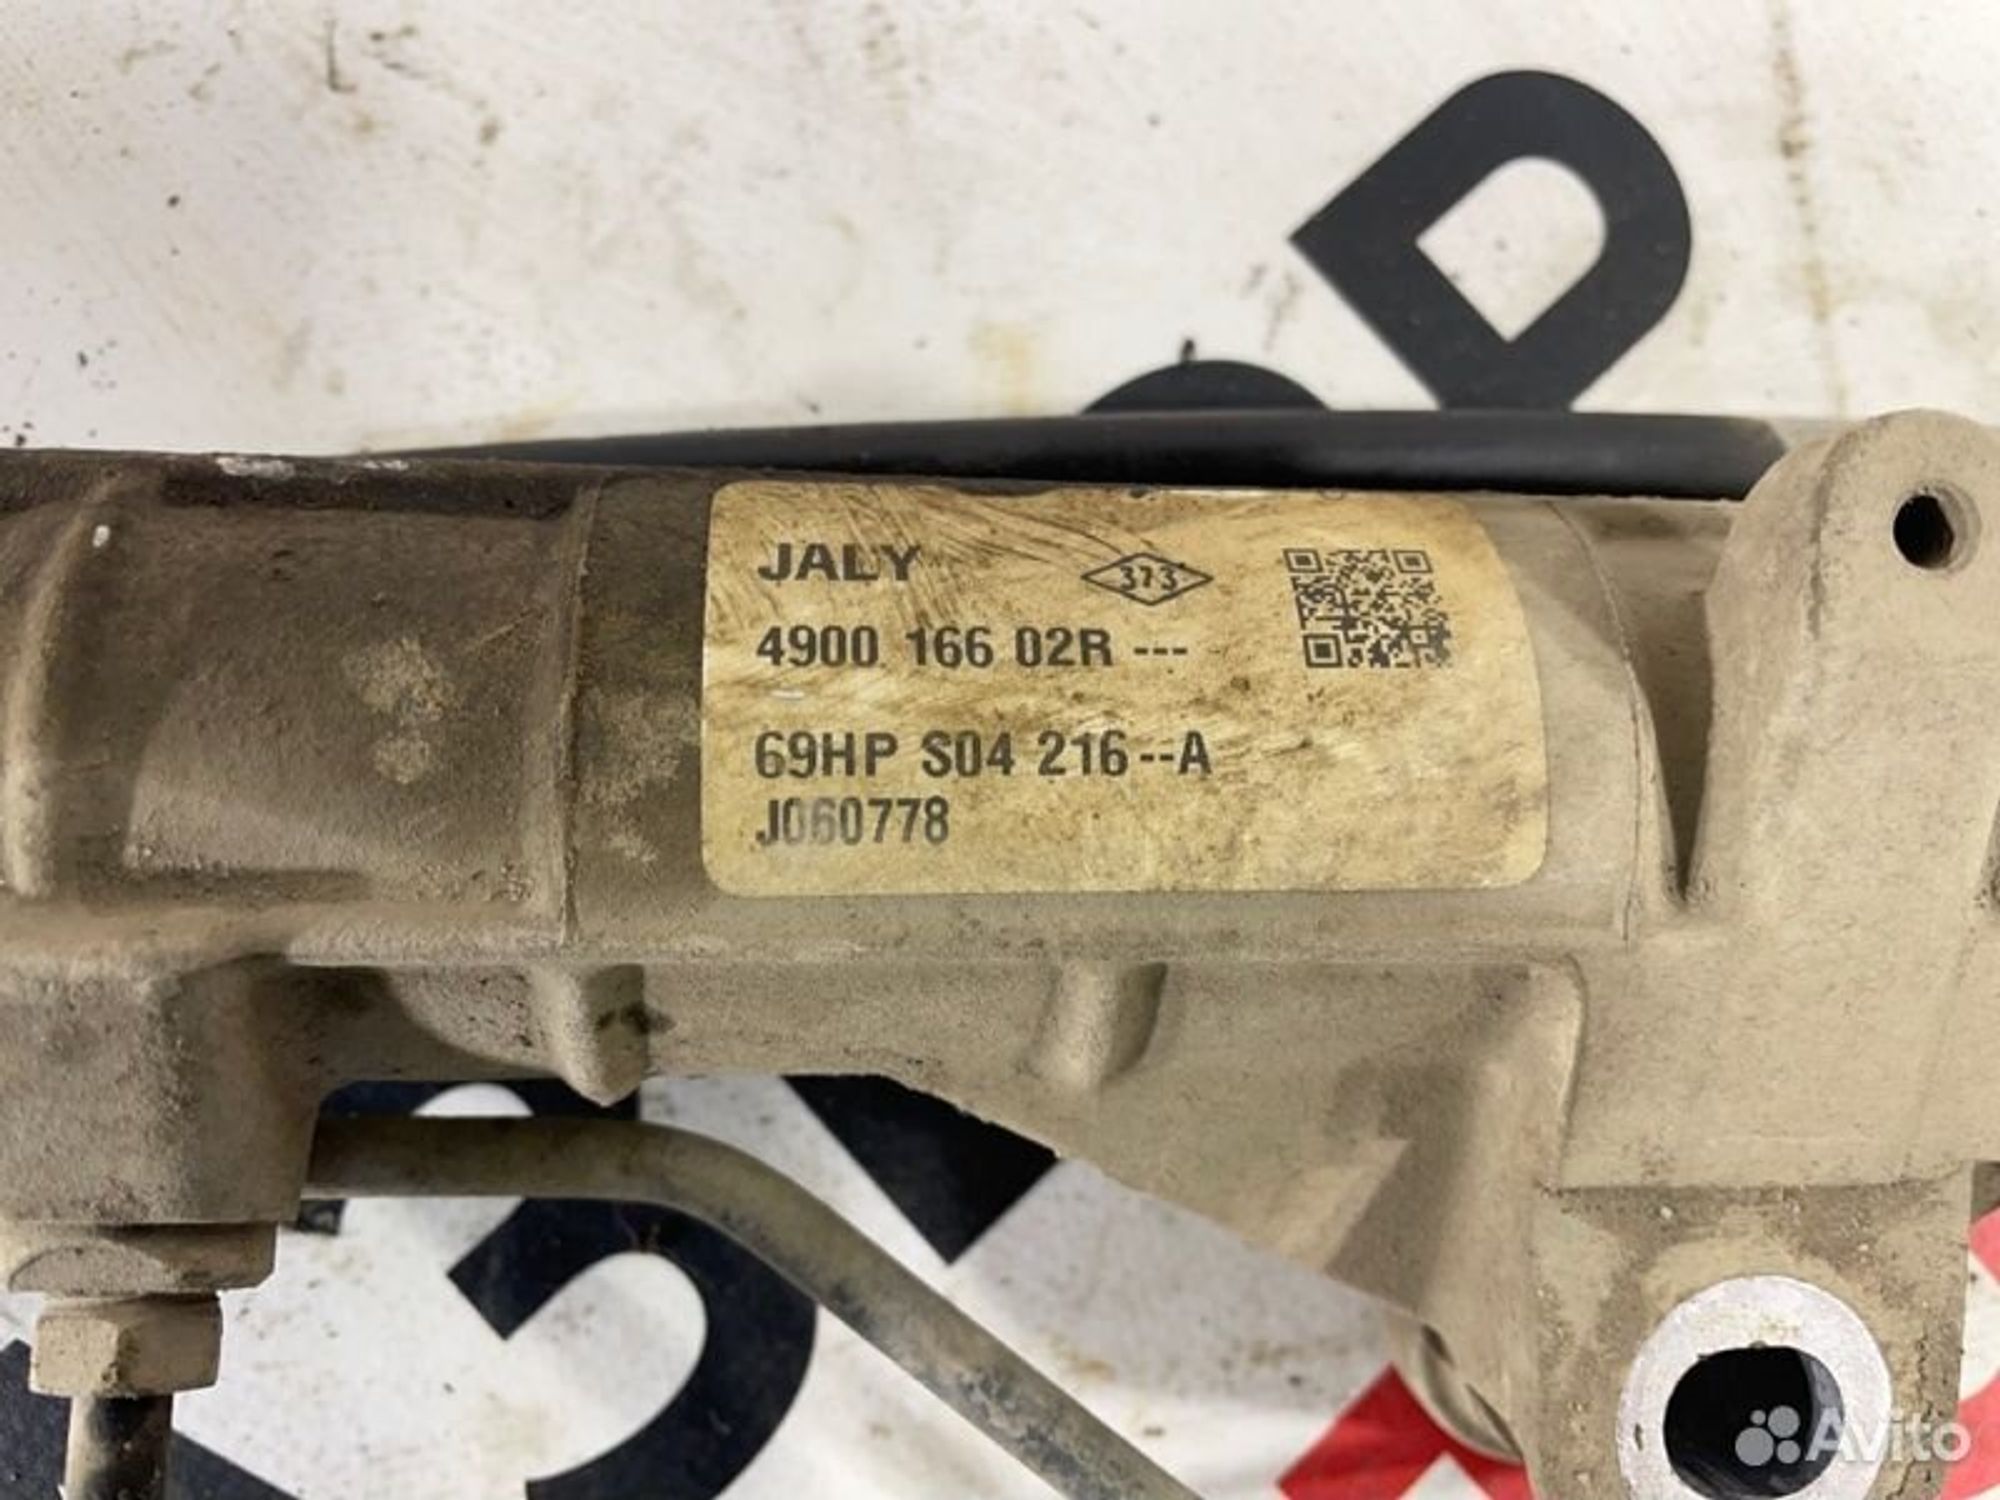 JALY
373
4900 166 02R ---
69HP S04 216--A
J060778
Avito